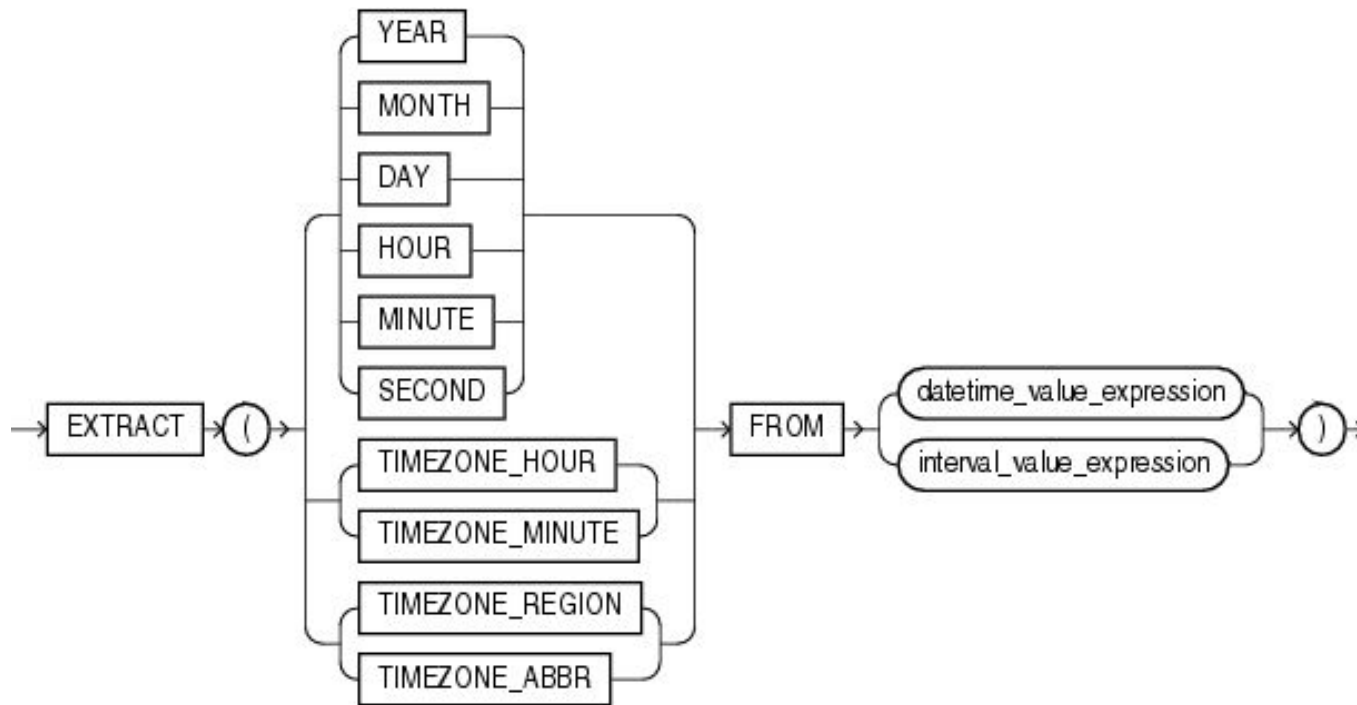 YEAR
MONTH
DAY
HOUR
MINUTE
SECOND
EXTRACT ( FROM datetime_value_expression )
interval_value_expression
TIMEZONE_HOUR
TIMEZONE_MINUTE
TIMEZONE_REGION
TIMEZONE_ABBR